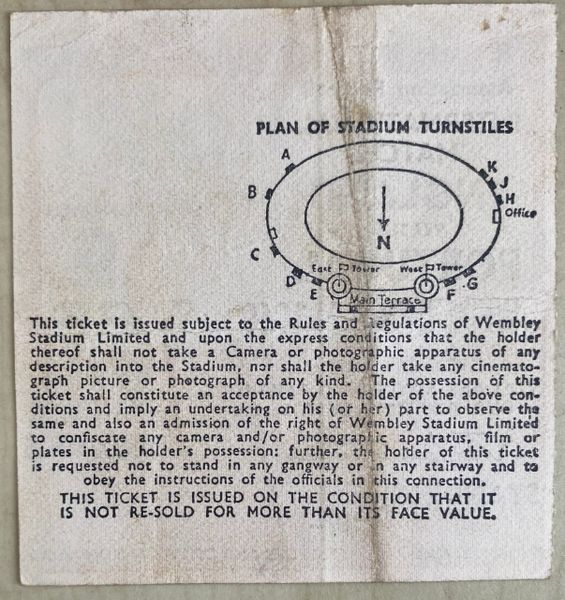 PLAN OF STADIUM TURNSTILES
A
B
C
D
E
K
J
H
Office
G
F
N
East Tower
West Tower
Main Terrace
This ticket is issued subject to the Rules and Regulations of Wembley
Stadium Limited and upon the express conditions that the holder
thereof shall not take a Camera or photographic apparatus of any
description into the Stadium, nor shall the holder take any cinemato-
graph picture or photograph of any kind. The possession of this
ticket shall constitute an acceptance by the holder of the above con-
ditions and imply an undertaking on his (or her) part to observe the
same and also an admission of the right of Wembley Stadium Limited
to confiscate any camera and/or photographic apparatus, film or
plates in the holder's possession: further, the holder of this ticket
is requested not to stand in any gangway or in any stairway and to
obey the instructions of the officials in this connection.
THIS TICKET IS ISSUED ON THE CONDITION THAT IT
IS NOT RE-SOLD FOR MORE THAN ITS FACE VALUE.